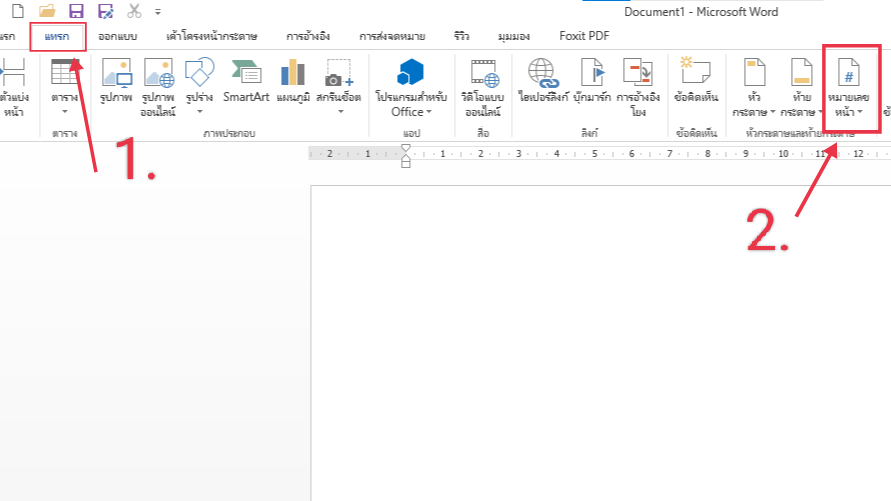 Document1 - Microsoft Word
แรก แทรก ออกแบบ เค้าโครงหน้ากระดาษ การอ้างอิง การส่งจดหมาย รีวิว มุมมอง Foxit PDF
ตัวแบ่ง ตาราง รูปภาพ รูปภาพ รูปร่าง SmartArt แผนภูมิ สกรีนช็อต โปรแกรมสำหรับ วิดีโอแบบ ไฮเปอร์ลิงก์ บุ๊กมาร์ก การอ้างอิง ข้อคิดเห็น หัว ท้าย หมายเลข
หน้า ออนไลน์ Office ออนไลน์ โยง กระดาษ กระดาษ หน้า
ตาราง ภาพประกอบ แอป สื่อ ลิงก์ ข้อคิดเห็น หัวกระดาษและท้ายกระดาษ
1.
2 1 1 2 3 4 5 6 7 8 9 10 11 12
2.